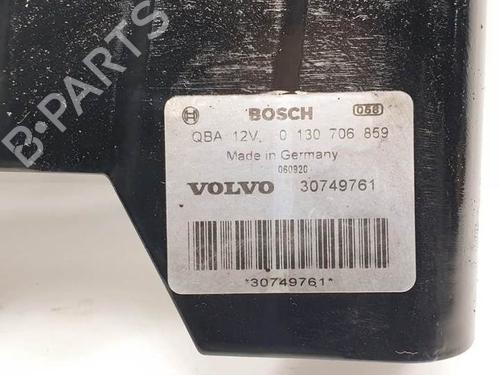 B-PARTS
BOSCH 058
QBA 12V. 0 130 706 859
Made in Germany
060920
VOLVO 30749761
*30749761*